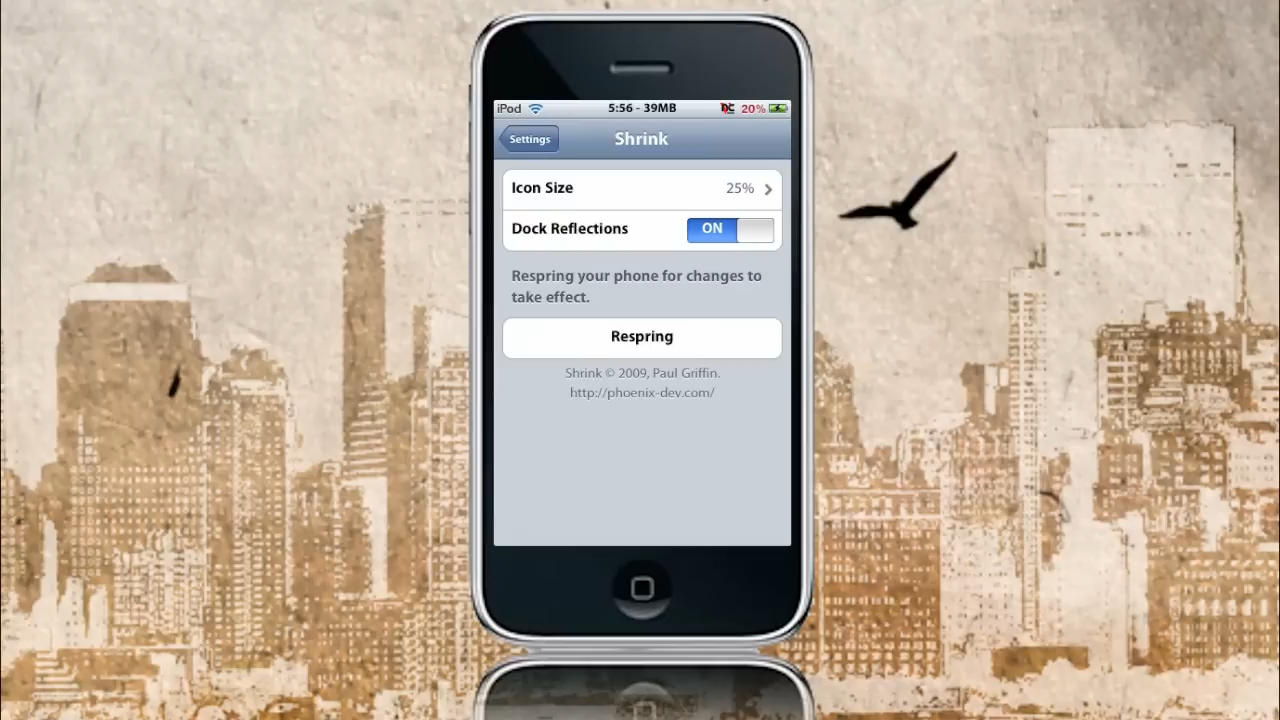 iPod 5:56 - 39MB 20%
Settings Shrink
Icon Size 25%
Dock Reflections ON
Respring your phone for changes to
take effect.
Respring
Shrink © 2009, Paul Griffin.
http://phoenix-dev.com/